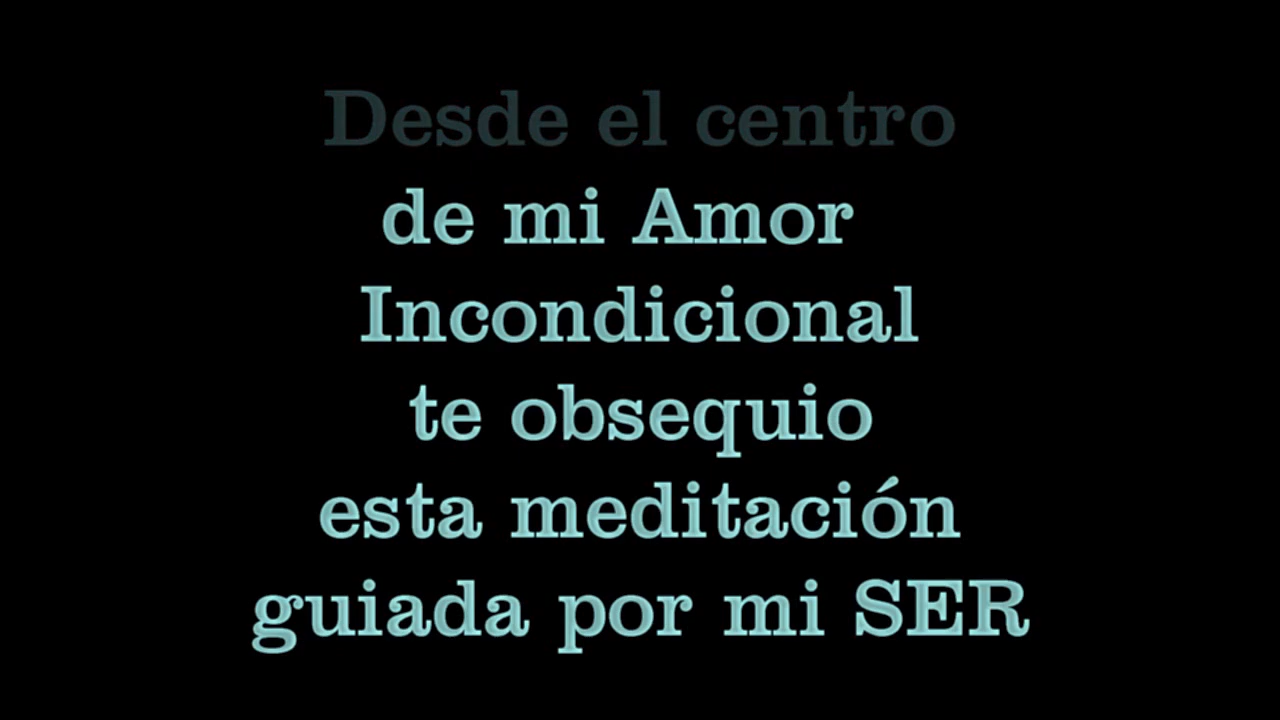 Desde el centro
de mi Amor
Incondicional
te obsequio
esta meditación
guiada por mi SER